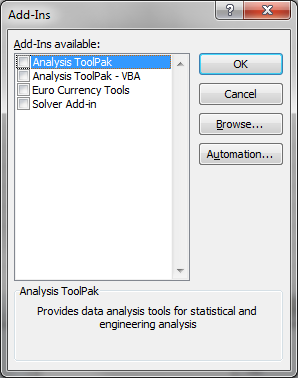 Add-Ins
Add-Ins available:
Analysis ToolPak
Analysis ToolPak - VBA
Euro Currency Tools
Solver Add-in
OK
Cancel
Browse...
Automation...
Analysis ToolPak
Provides data analysis tools for statistical and
engineering analysis